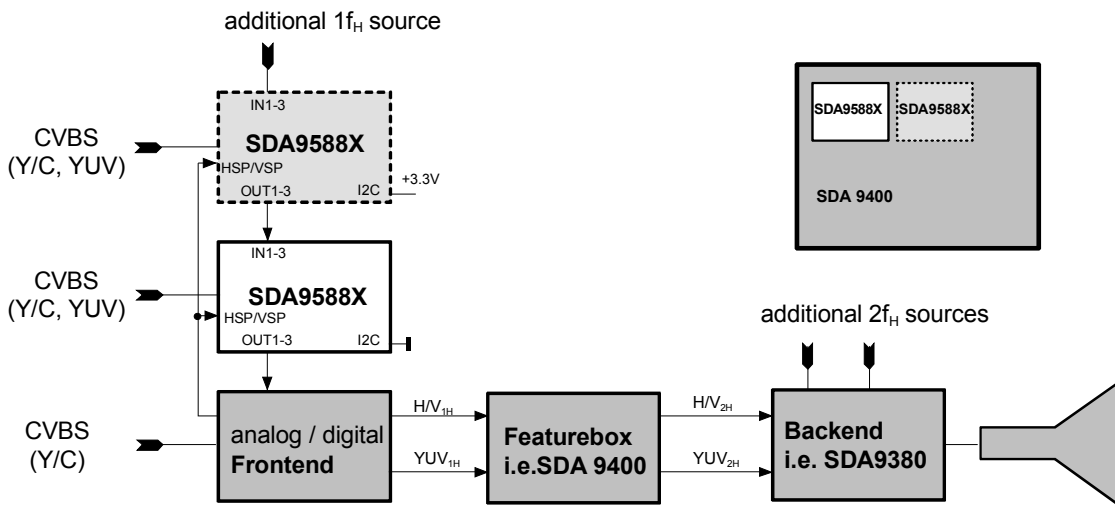 additional 1fH source
IN1-3
CVBS
(Y/C, YUV)
SDA9588X
HSP/VSP
OUT1-3
I2C
+3.3V
SDA9588X
SDA9588X
SDA 9400
IN1-3
CVBS
(Y/C, YUV)
SDA9588X
HSP/VSP
OUT1-3
I2C
additional 2fH sources
CVBS
(Y/C)
analog / digital
Frontend
H/V1H
YUV1H
Featurebox
i.e.SDA 9400
H/V2H
YUV2H
Backend
i.e. SDA9380